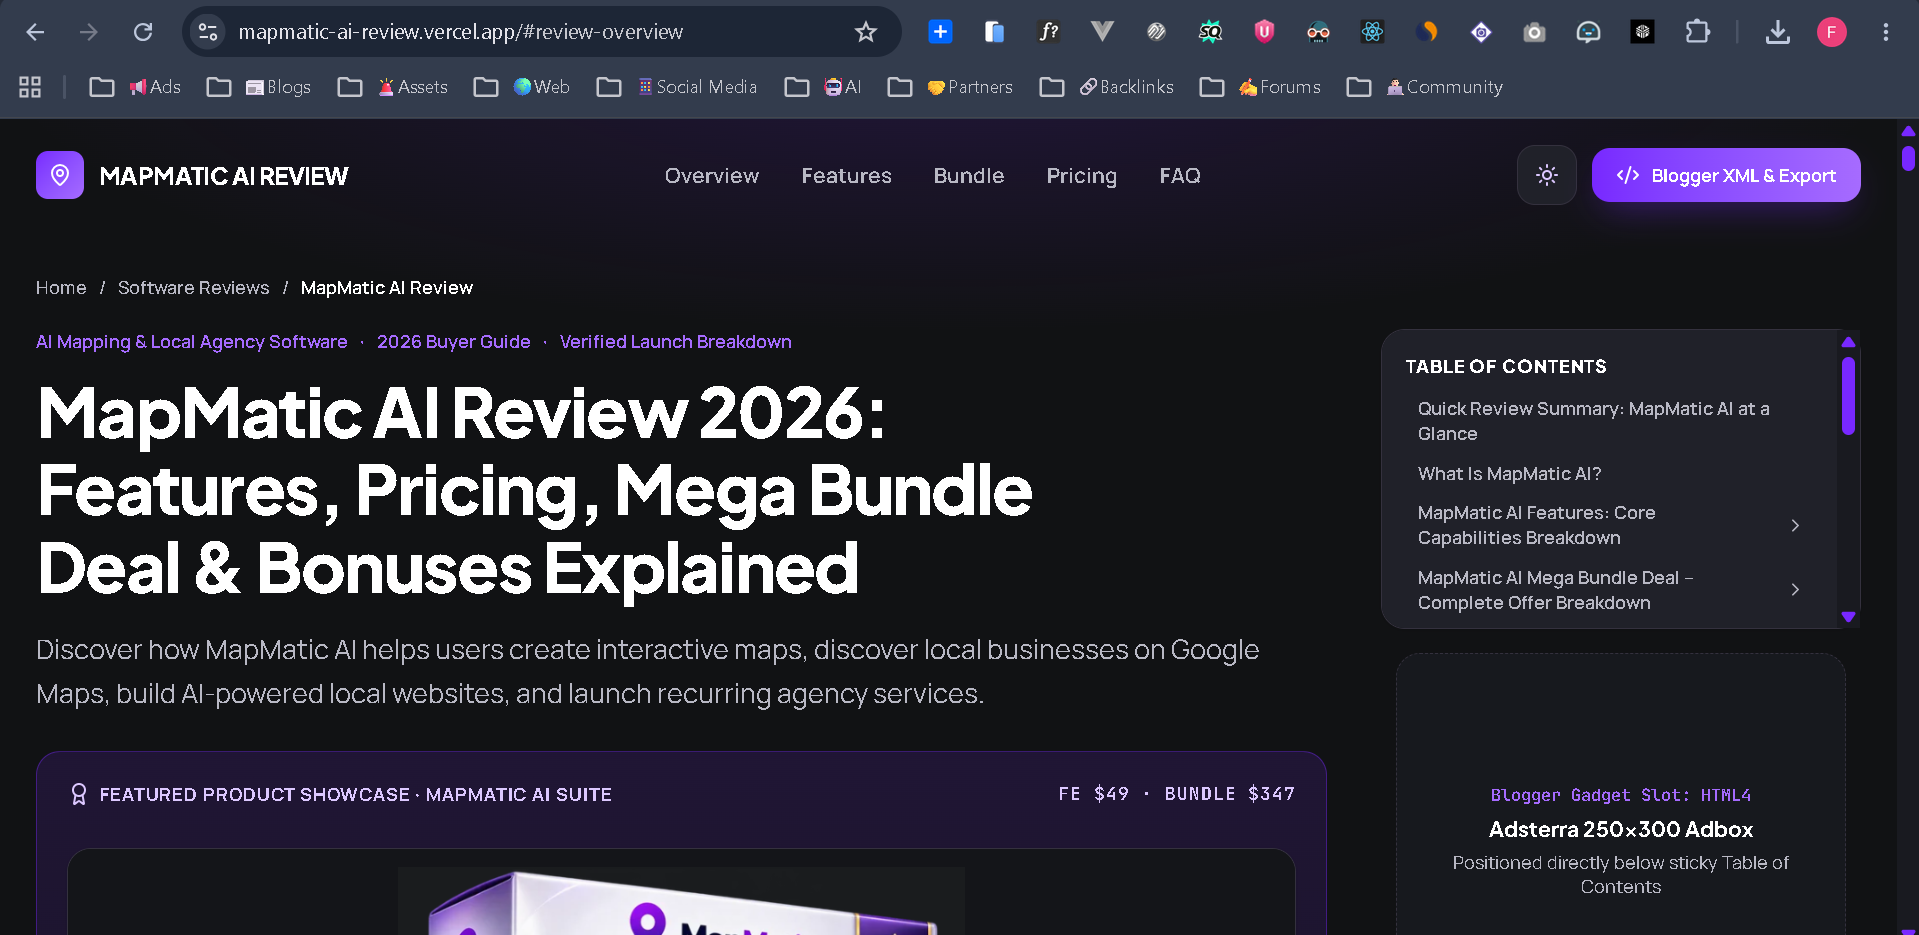 mapmatic-ai-review.vercel.app/#review-overview
f?
SQ
U
F
📢Ads
📰Blogs
🚨Assets
🌍Web
🏢Social Media
🤖AI
🤝Partners
🔗Backlinks
✍️Forums
Community
MAPMATIC AI REVIEW
Overview
Features
Bundle
Pricing
FAQ
</> Blogger XML & Export
Home / Software Reviews / MapMatic AI Review
AI Mapping & Local Agency Software · 2026 Buyer Guide · Verified Launch Breakdown
MapMatic AI Review 2026:
Features, Pricing, Mega Bundle
Deal & Bonuses Explained
Discover how MapMatic AI helps users create interactive maps, discover local businesses on Google
Maps, build AI-powered local websites, and launch recurring agency services.
FEATURED PRODUCT SHOWCASE · MAPMATIC AI SUITE
FE $49 · BUNDLE $347
TABLE OF CONTENTS
Quick Review Summary: MapMatic AI at a
Glance
What Is MapMatic AI?
MapMatic AI Features: Core
Capabilities Breakdown
MapMatic AI Mega Bundle Deal –
Complete Offer Breakdown
Blogger Gadget Slot: HTML4
Adsterra 250×300 Adbox
Positioned directly below sticky Table of
Contents